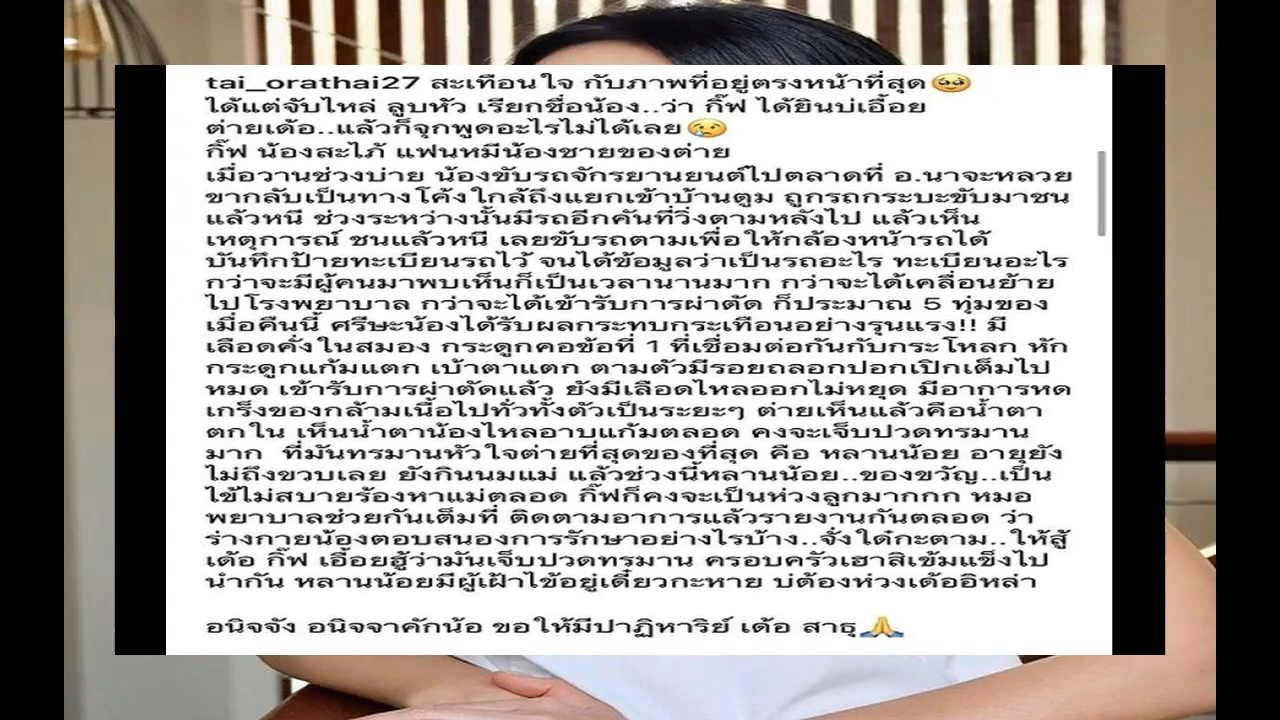 tai_orathai27 สะเทือนใจ กับภาพที่อยู่ตรงหน้าที่สุด🥹
ได้แต่จับไหล่ ลูบหัว เรียกชื่อน้อง..ว่า กิ๊ฟ ได้ยินบ่เอื้อย
ต่ายเด้อ..แล้วก็จุกพูดอะไรไม่ได้เลย😢
กิ๊ฟ น้องสะไภ้ แฟนหมีน้องชายของต่าย
เมื่อวานช่วงบ่าย น้องขับรถจักรยานยนต์ไปตลาดที่ อ.นาจะหลวย
ขากลับเป็นทางโค้งใกล้ถึงแยกเข้าบ้านตูม ถูกรถกระบะขับมาชน
แล้วหนี ช่วงระหว่างนั้นมีรถอีกคันที่วิ่งตามหลังไป แล้วเห็น
เหตุการณ์ ชนแล้วหนี เลยขับรถตามเพื่อให้กล้องหน้ารถได้
บันทึกป้ายทะเบียนรถไว้ จนได้ข้อมูลว่าเป็นรถอะไร ทะเบียนอะไร
กว่าจะมีผู้คนมาพบเห็นก็เป็นเวลานานมาก กว่าจะได้เคลื่อนย้าย
ไปโรงพยาบาล กว่าจะได้เข้ารับการผ่าตัด ก็ประมาณ 5 ทุ่มของ
เมื่อคืนนี้ ศรีษะน้องได้รับผลกระทบกระเทือนอย่างรุนแรง!! มี
เลือดคั่งในสมอง กระดูกคอข้อที่ 1 ที่เชื่อมต่อกันกับกระโหลก หัก
กระดูกแก้มแตก เบ้าตาแตก ตามตัวมีรอยถลอกปอกเปิกเต็มไป
หมด เข้ารับการผ่าตัดแล้ว ยังมีเลือดไหลออกไม่หยุด มีอาการหด
เกร็งของกล้ามเนื้อไปทั่วทั้งตัวเป็นระยะๆ ต่ายเห็นแล้วคือน้ำตา
ตกใน เห็นน้ำตาน้องไหลอาบแก้มตลอด คงจะเจ็บปวดทรมาน
มาก ที่มันทรมานหัวใจต่ายที่สุดของที่สุด คือ หลานน้อย อายุยัง
ไม่ถึงขวบเลย ยังกินนมแม่ แล้วช่วงนี้หลานน้อย..ของขวัญ..เป็น
ไข้ไม่สบายร้องหาแม่ตลอด กิ๊ฟก็คงจะเป็นห่วงลูกมากกก หมอ
พยาบาลช่วยกันเต็มที่ ติดตามอาการแล้วรายงานกันตลอด ว่า
ร่างกายน้องตอบสนองการรักษาอย่างไรบ้าง..จั่งใด๋กะตาม..ให้สู้
เด้อ กิ๊ฟ เอื้อยฮู้ว่ามันเจ็บปวดทรมาน ครอบครัวเฮาสิเข้มแข็งไป
นำกัน หลานน้อยมีผู้เฝ้าไข้อยู่เดี๋ยวกะหาย บ่ต้องห่วงเด้ออิหล่า
อนิจจัง อนิจจาคักน้อ ขอให้มีปาฏิหาริย์ เด้อ สาธุ🙏